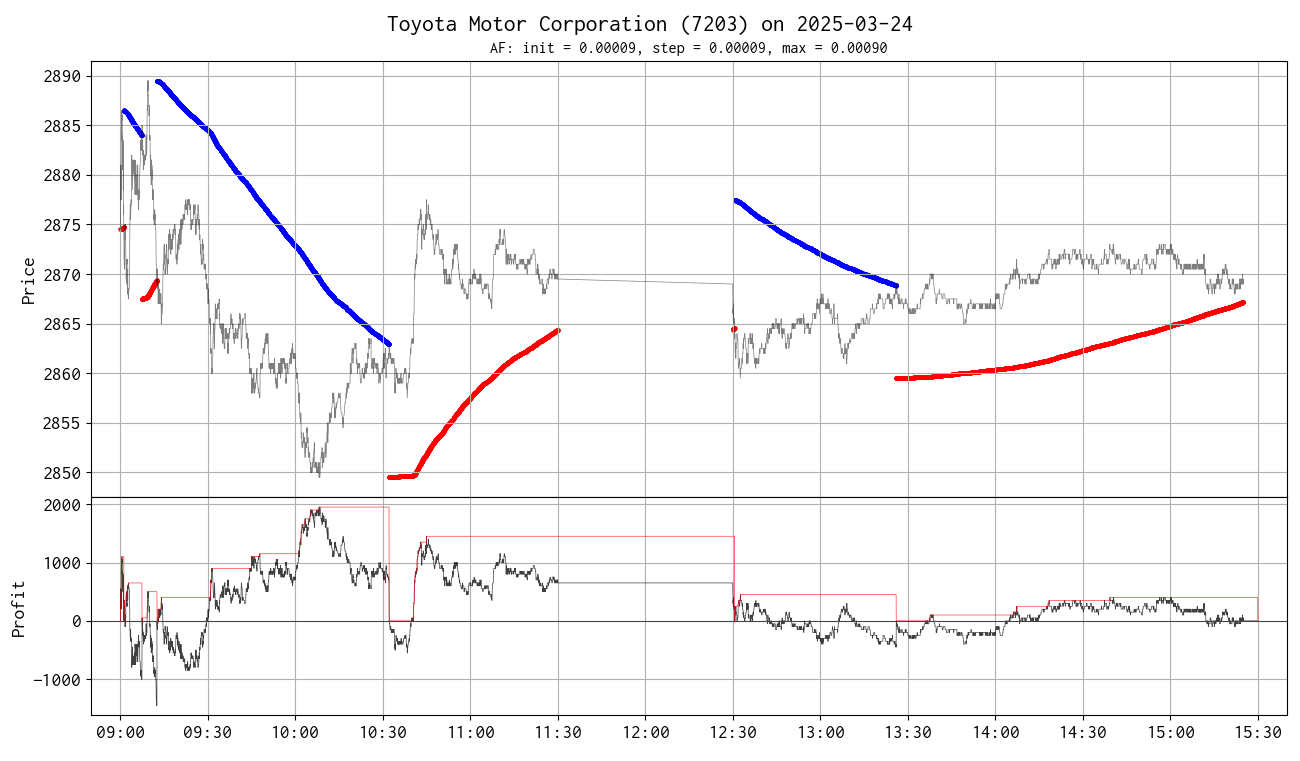 Toyota Motor Corporation (7203) on 2025-03-24
AF: init = 0.00009, step = 0.00009, max = 0.00090
Price
2890
2885
2880
2875
2870
2865
2860
2855
2850
Profit
2000
1000
0
−1000
09:00 09:30 10:00 10:30 11:00 11:30 12:00 12:30 13:00 13:30 14:00 14:30 15:00 15:30